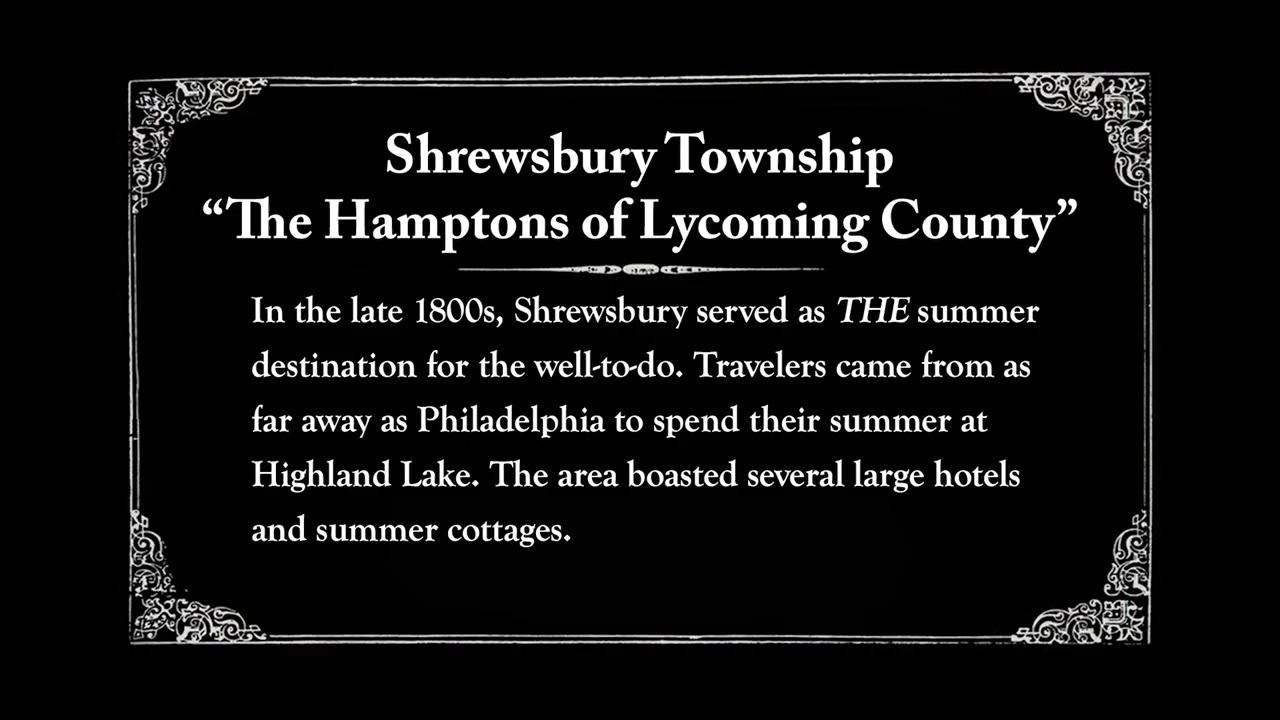 Shrewsbury Township
“The Hamptons of Lycoming County”
In the late 1800s, Shrewsbury served as THE summer
destination for the well-to-do. Travelers came from as
far away as Philadelphia to spend their summer at
Highland Lake. The area boasted several large hotels
and summer cottages.